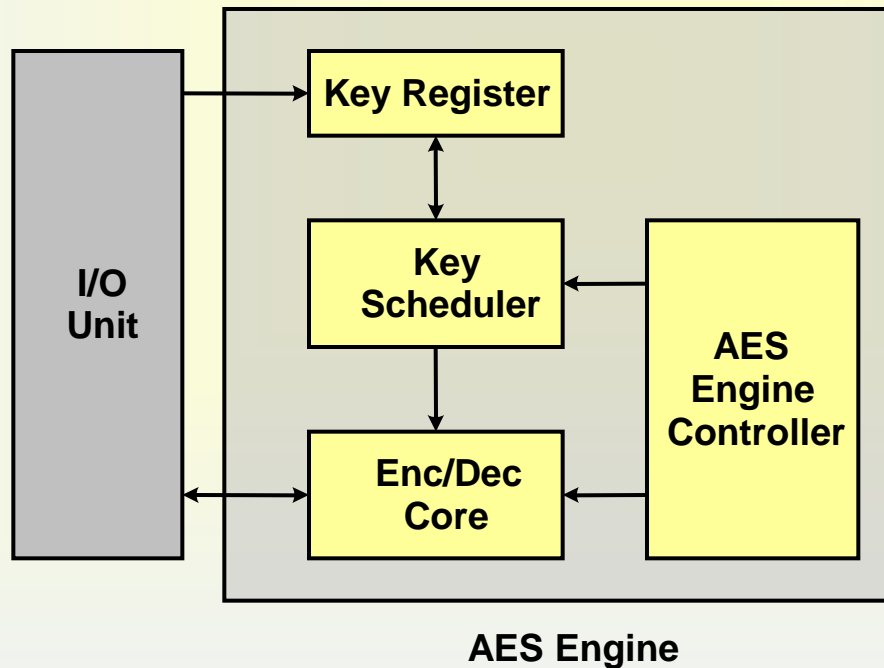 Key Register
I/O
Unit
Key
Scheduler
AES
Engine
Controller
Enc/Dec
Core
AES Engine